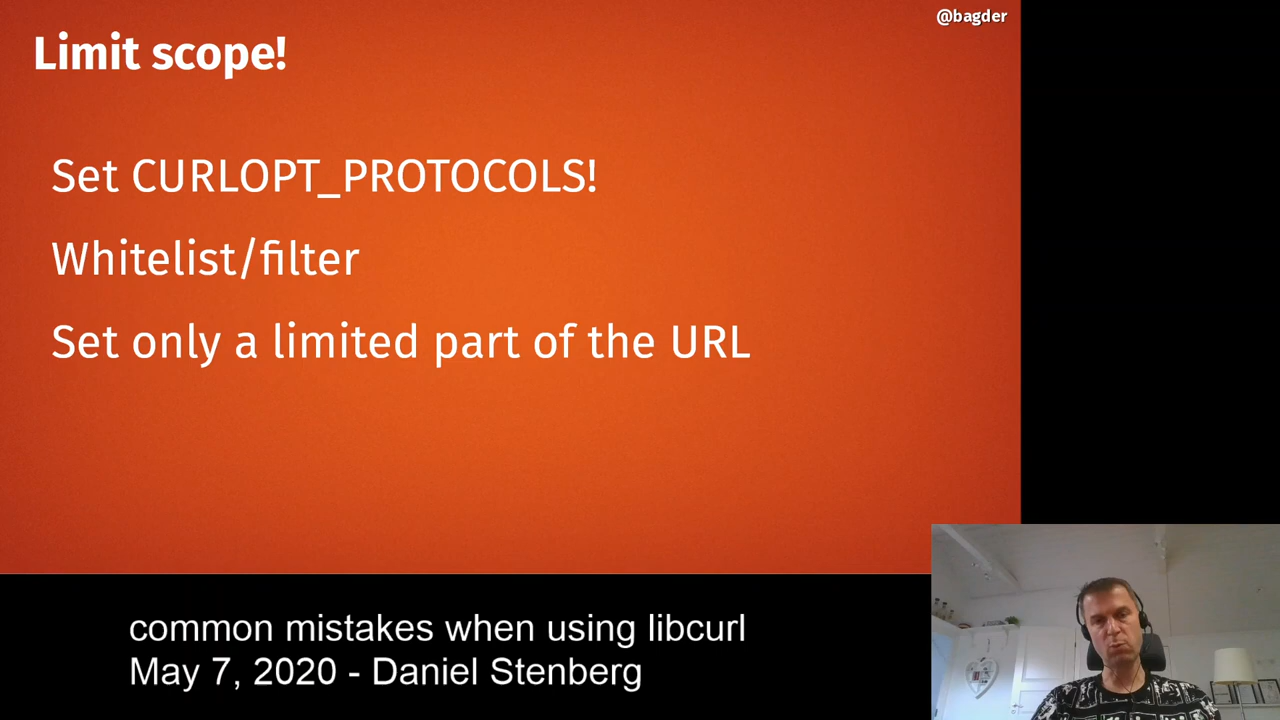 @bagder
Limit scope!
Set CURLOPT_PROTOCOLS!
Whitelist/filter
Set only a limited part of the URL
common mistakes when using libcurl
May 7, 2020 - Daniel Stenberg